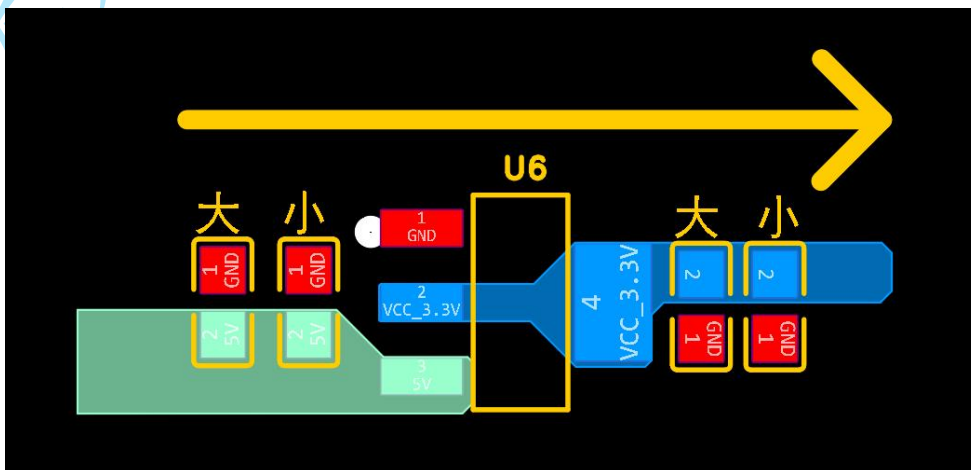 U6
大 小
大 小
1
GND
1
GND
1
GND
2
5V
2
5V
2
VCC_3.3V
3
5V
4
VCC_3.3V
2
2
1
GND
1
GND